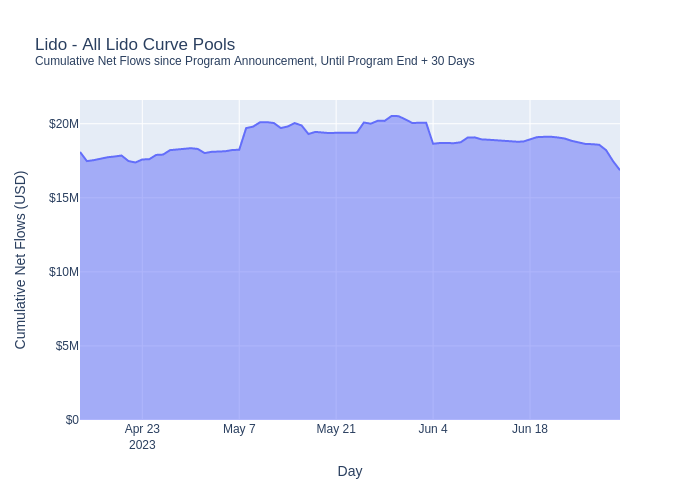 Lido - All Lido Curve Pools
Cumulative Net Flows since Program Announcement, Until Program End + 30 Days
Cumulative Net Flows (USD)
$20M
$15M
$10M
$5M
$0
Apr 23
2023
May 7
May 21
Jun 4
Jun 18
Day